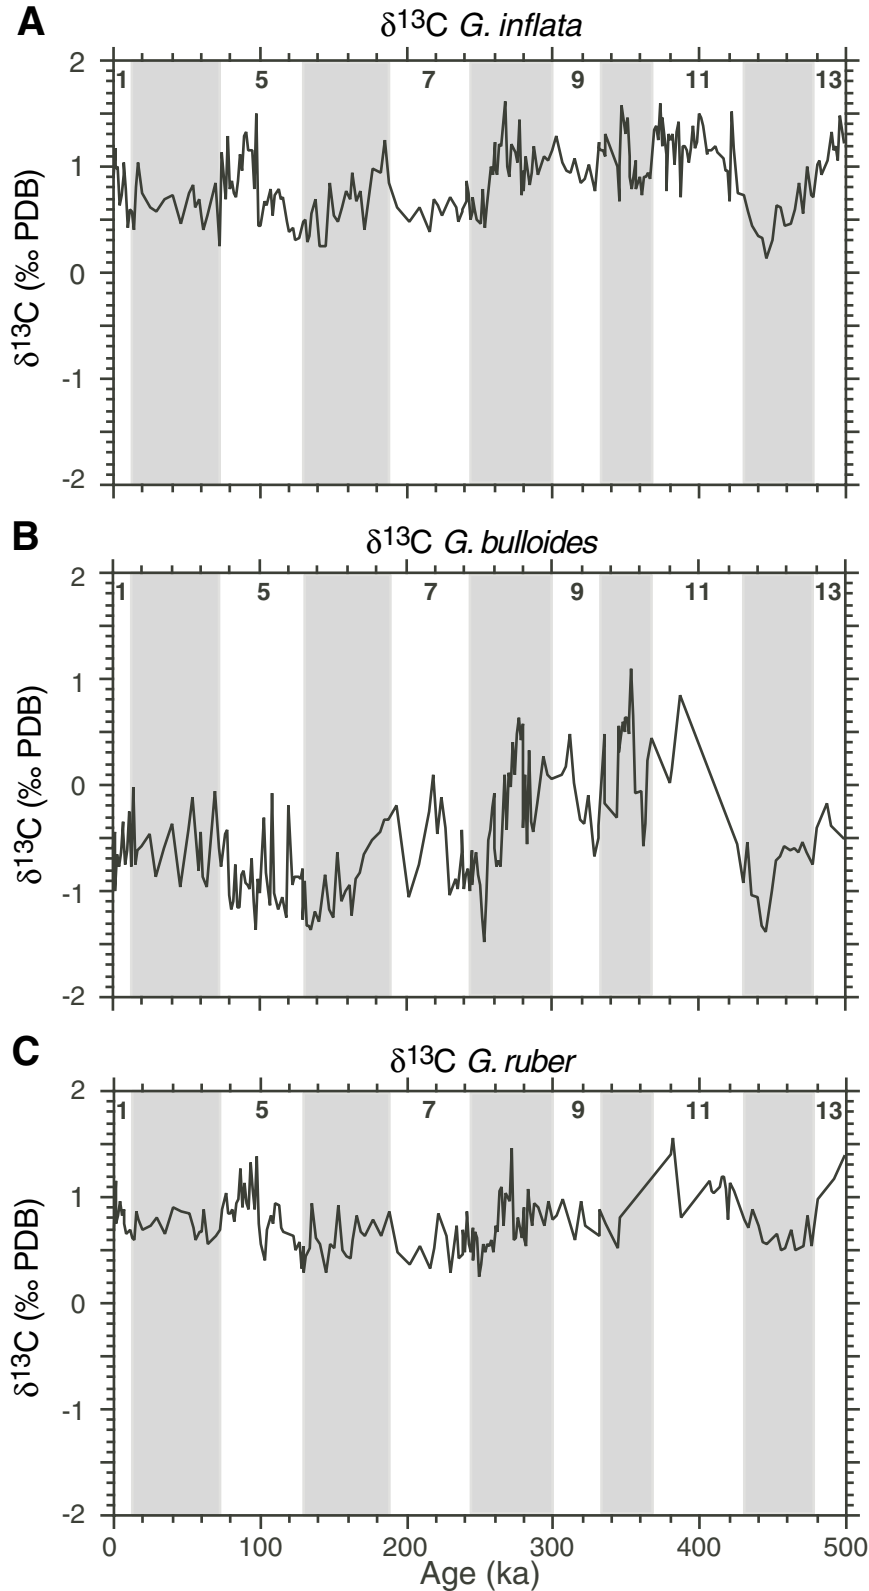 A
δ13C G. inflata
2
1 5 7 9 11 13
1
0
-1
-2
δ13C (‰ PDB)
B
δ13C G. bulloides
2
1 5 7 9 11 13
1
0
-1
-2
δ13C (‰ PDB)
C
δ13C G. ruber
2
1 5 7 9 11 13
1
0
-1
-2
δ13C (‰ PDB)
0 100 200 300 400 500
Age (ka)